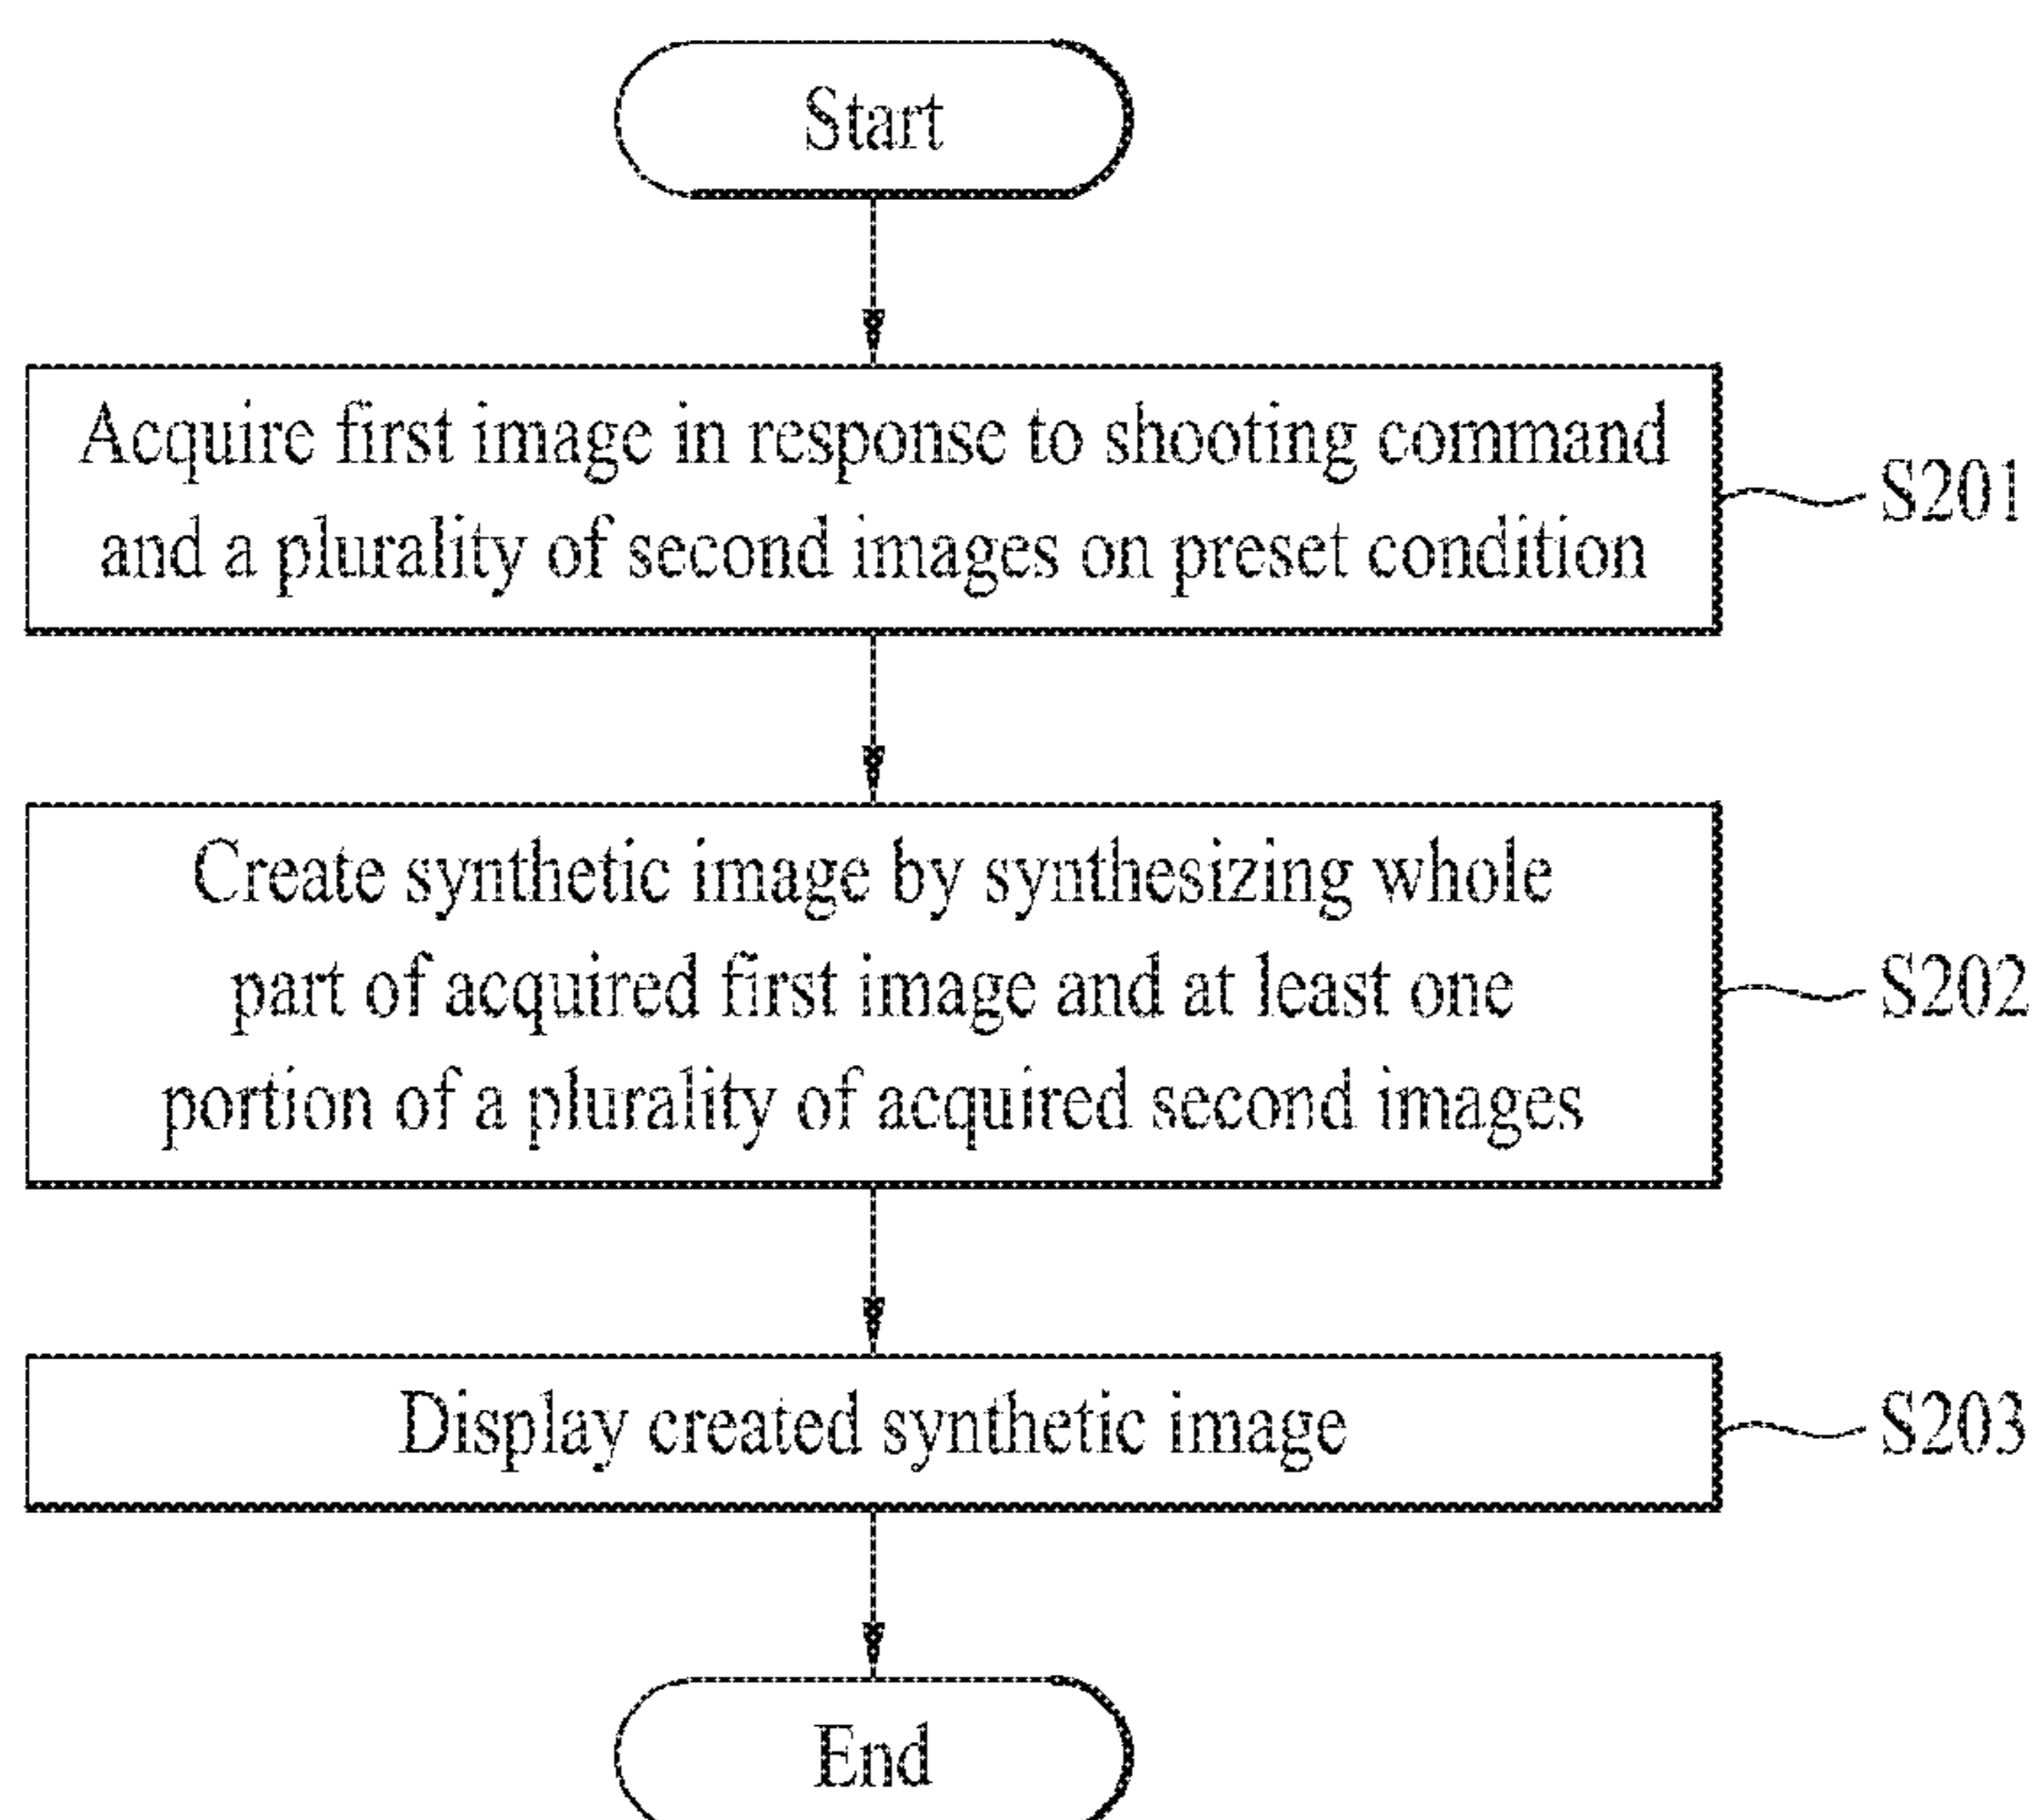 Start
Acquire first image in response to shooting command
and a plurality of second images on preset condition
S201
Create synthetic image by synthesizing whole
part of acquired first image and at least one
portion of a plurality of acquired second images
S202
Display created synthetic image
S203
End